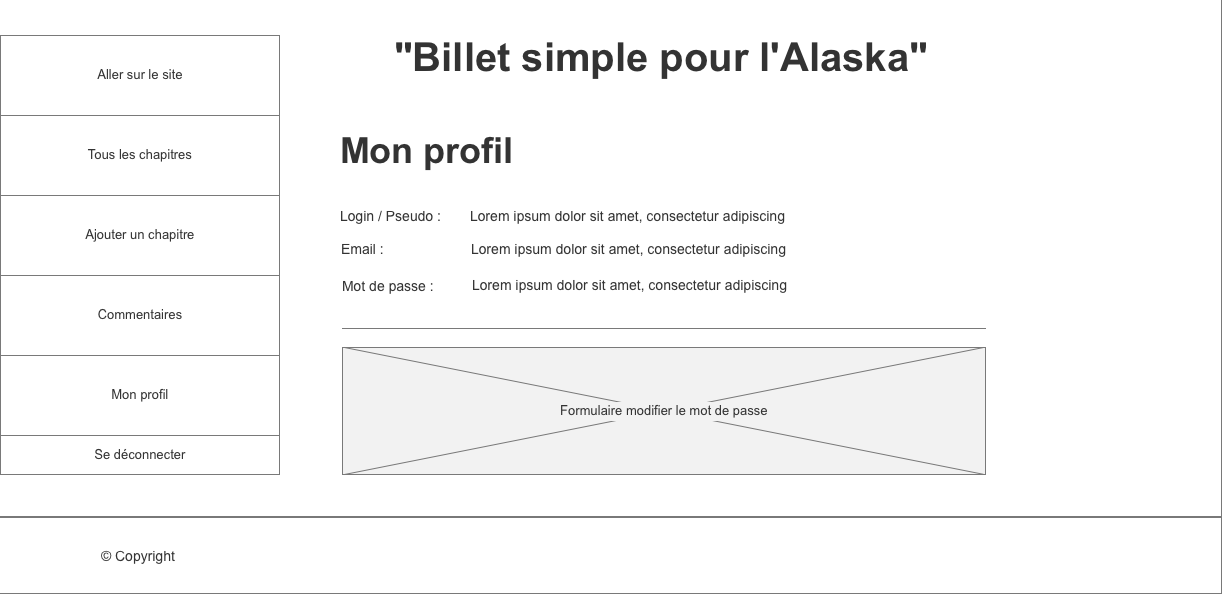 "Billet simple pour l'Alaska"
Aller sur le site
Tous les chapitres
Ajouter un chapitre
Commentaires
Mon profil
Se déconnecter
Mon profil
Login / Pseudo : Lorem ipsum dolor sit amet, consectetur adipiscing
Email : Lorem ipsum dolor sit amet, consectetur adipiscing
Mot de passe : Lorem ipsum dolor sit amet, consectetur adipiscing
Formulaire modifier le mot de passe
© Copyright